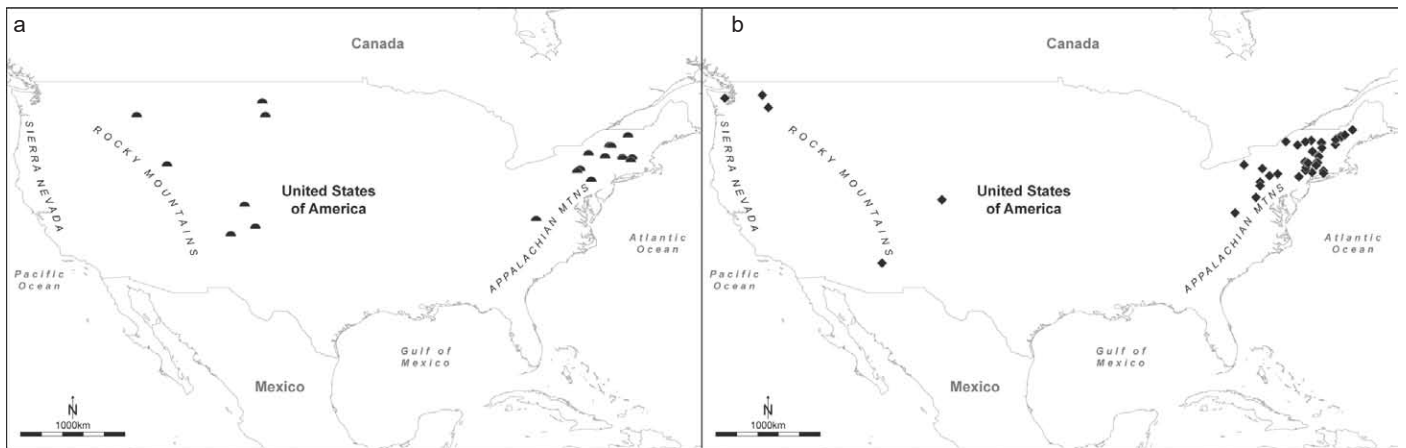 a
Canada
SIERRA NEVADA
ROCKY MOUNTAINS
United States
of America
APPALACHIAN MTNS
Atlantic
Ocean
Pacific
Ocean
Gulf of
Mexico
Mexico
N
1000km
b
Canada
SIERRA NEVADA
ROCKY MOUNTAINS
United States
of America
APPALACHIAN MTNS
Atlantic
Ocean
Pacific
Ocean
Gulf of
Mexico
Mexico
N
1000km